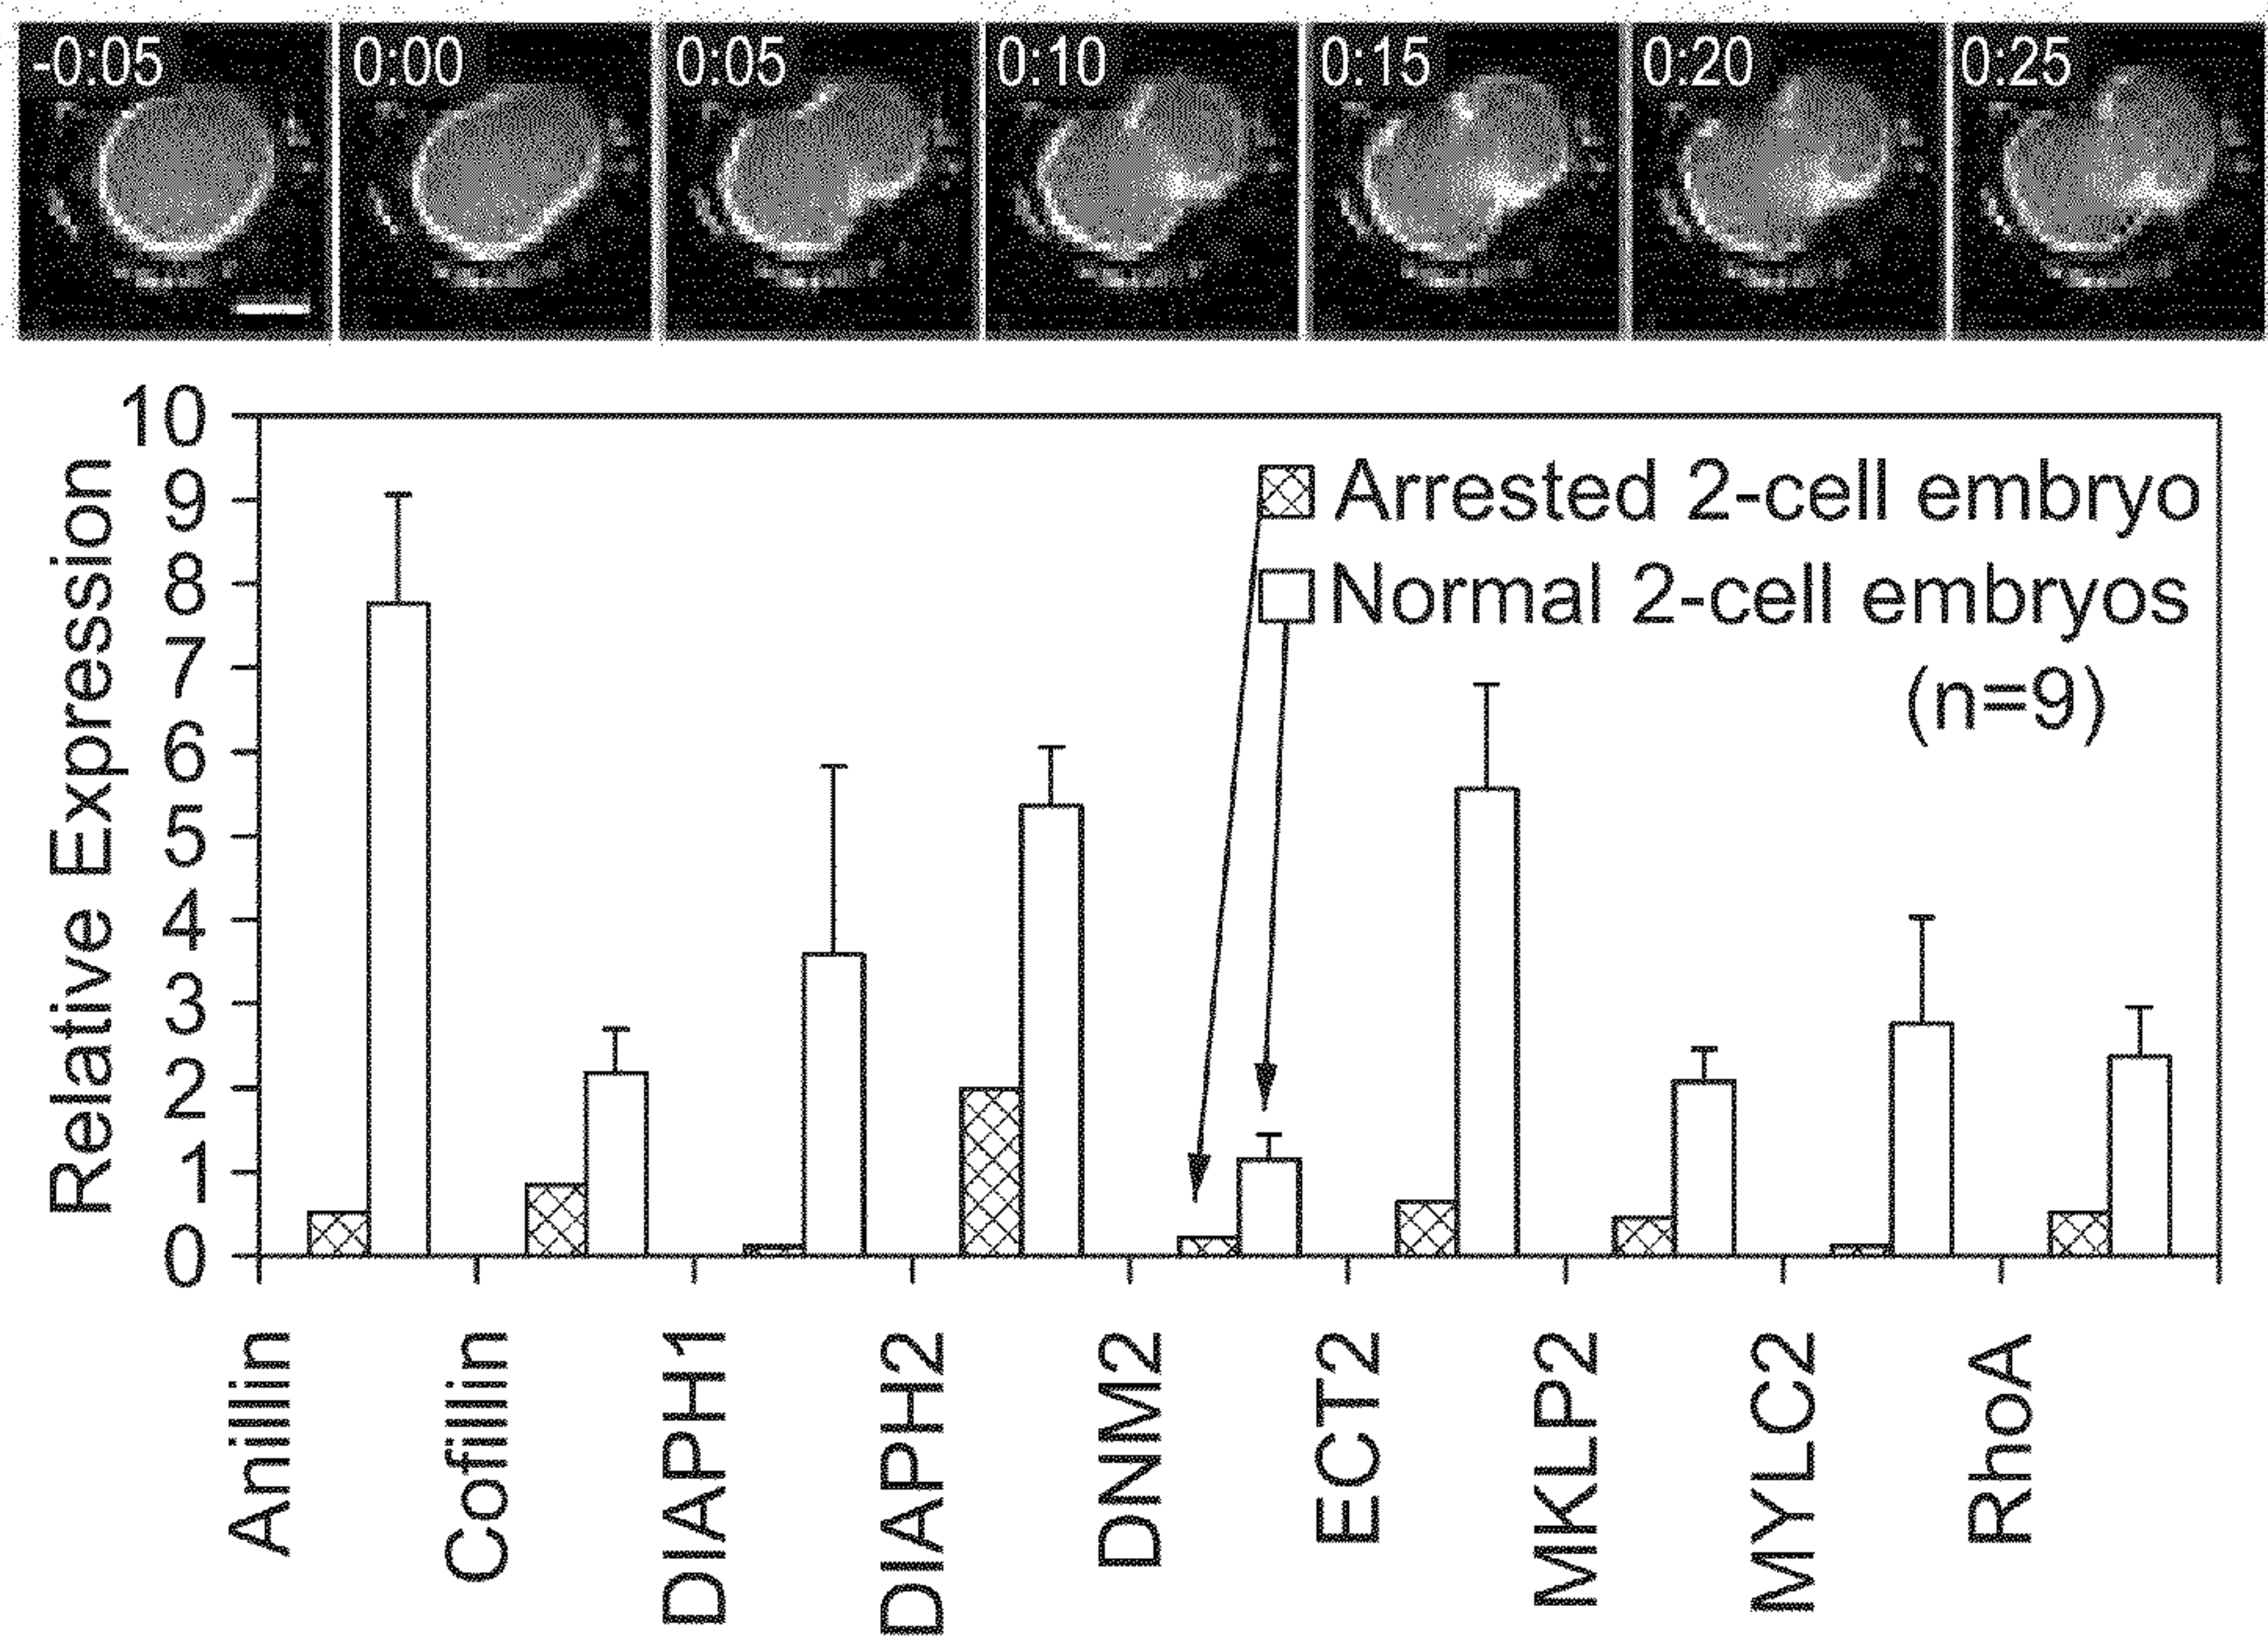 -0:05 0:00 0:05 0:10 0:15 0:20 0:25
Relative Expression
10
9
8
7
6
5
4
3
2
1
0
Arrested 2-cell embryo
Normal 2-cell embryos
(n=9)
Anillin
Cofillin
DIAPH1
DIAPH2
DNM2
ECT2
MKLP2
MYLC2
RhoA